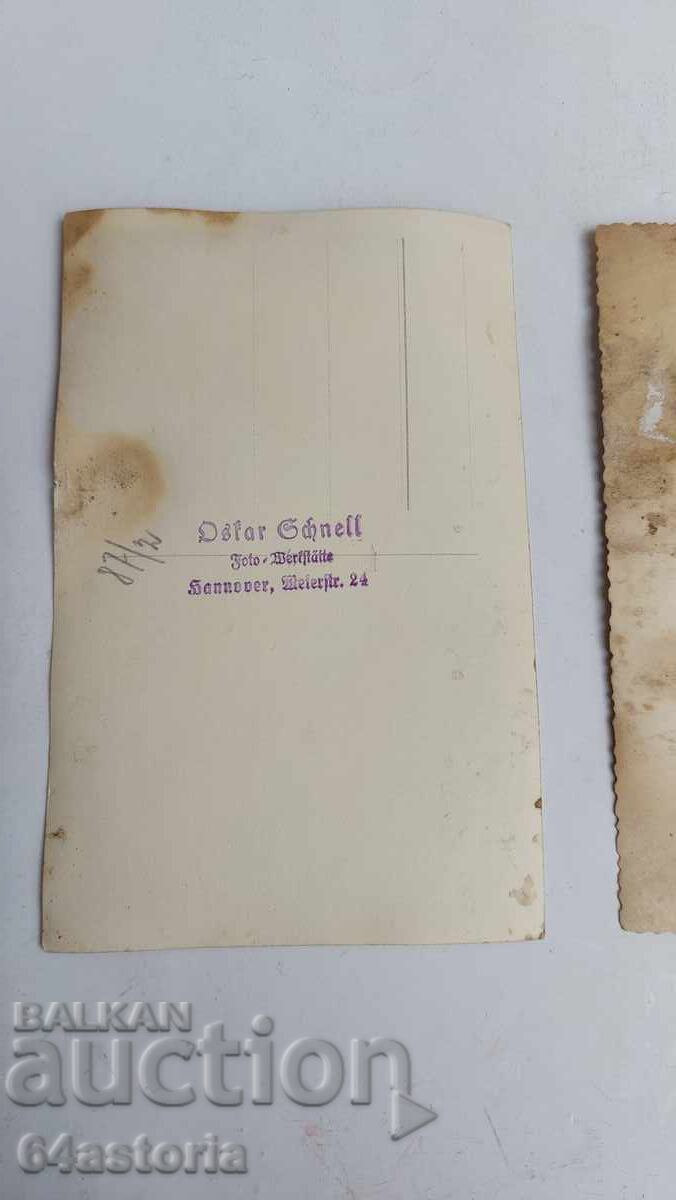 Oskar Schnell
Foto-Werkstätte
Hannover, Meierstr. 24
87/2
BALKAN
auction
64astoria